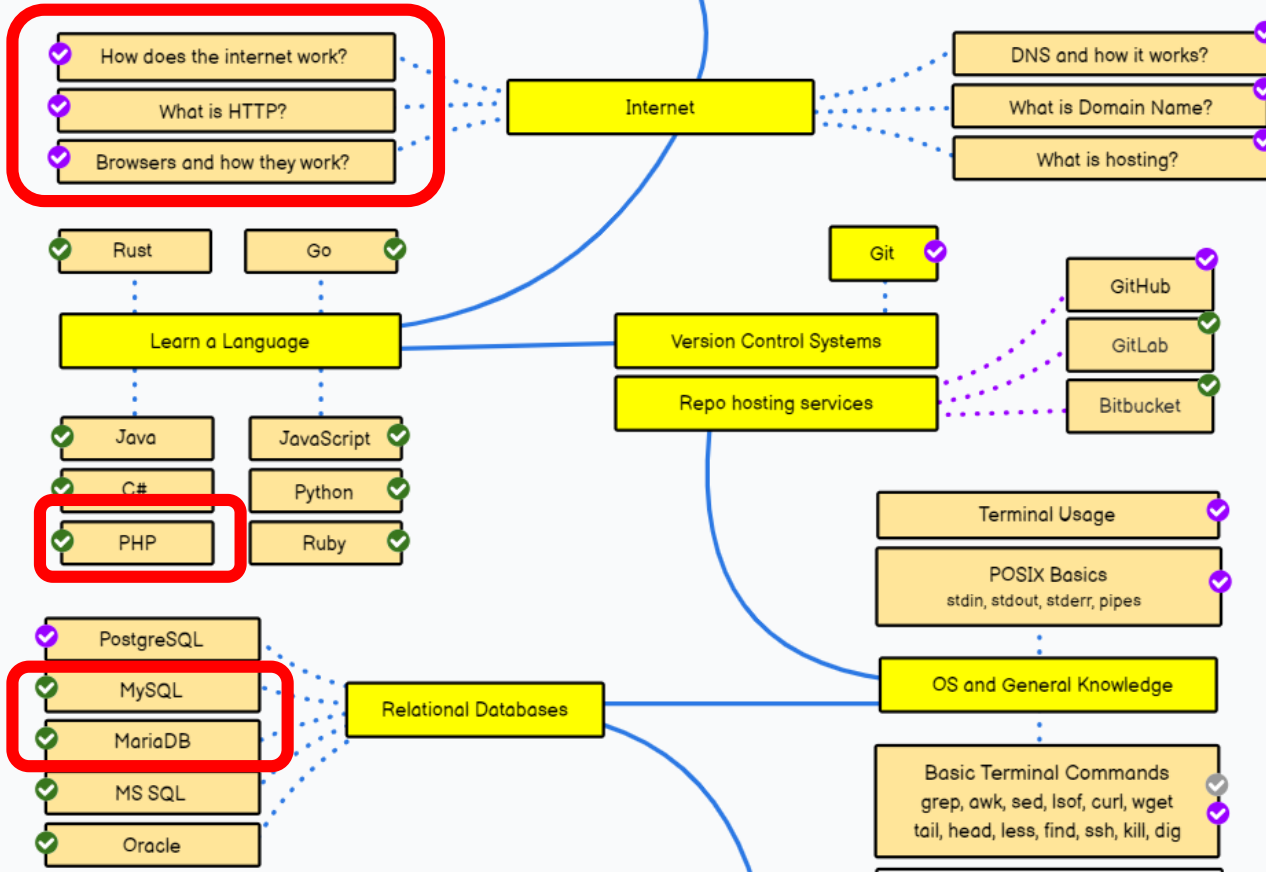 How does the internet work?
What is HTTP?
Browsers and how they work?
Internet
DNS and how it works?
What is Domain Name?
What is hosting?
Rust
Go
Learn a Language
Java
JavaScript
C#
Python
PHP
Ruby
Git
Version Control Systems
Repo hosting services
GitHub
GitLab
Bitbucket
Terminal Usage
POSIX Basics
stdin, stdout, stderr, pipes
OS and General Knowledge
Basic Terminal Commands
grep, awk, sed, lsof, curl, wget
tail, head, less, find, ssh, kill, dig
Relational Databases
PostgreSQL
MySQL
MariaDB
MS SQL
Oracle